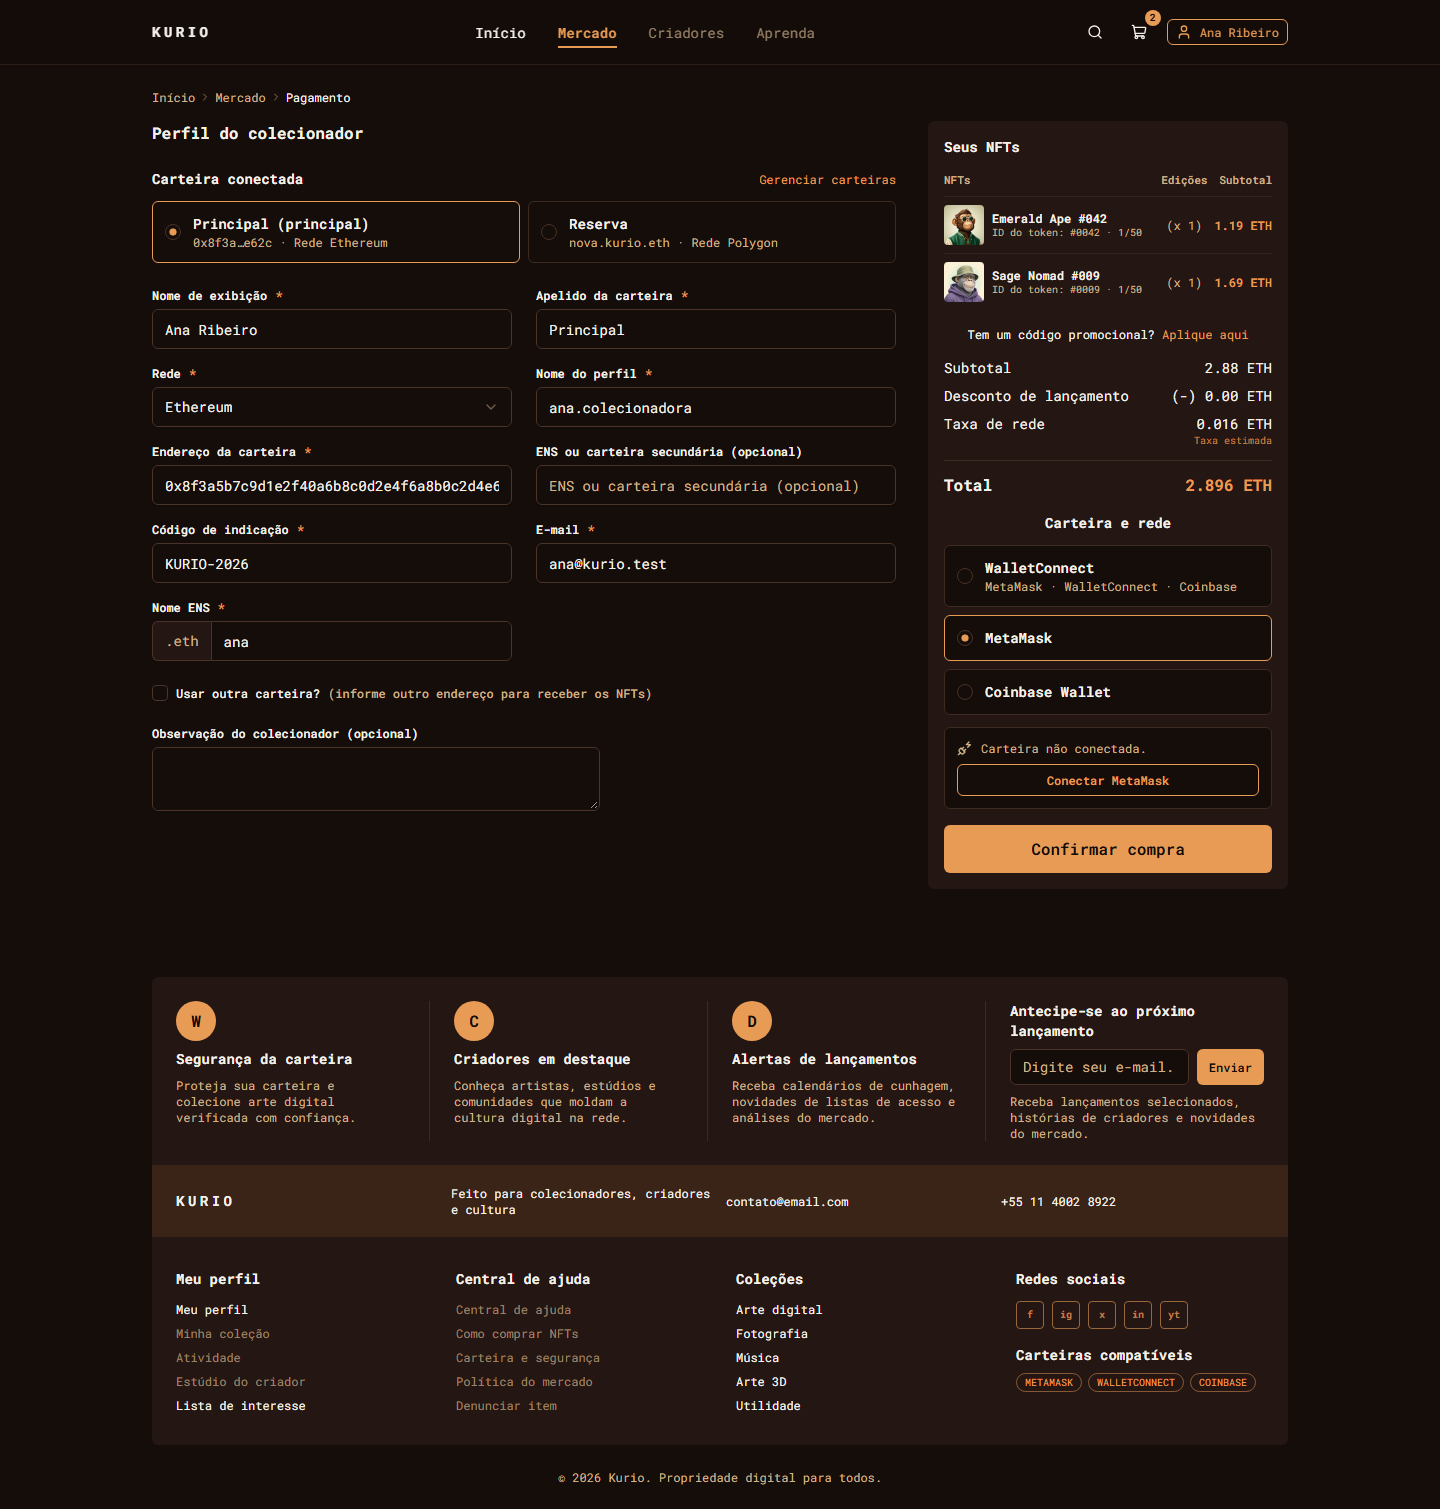 KURIO
Início
Mercado
Criadores
Aprenda
2
Ana Ribeiro
Início > Mercado > Pagamento
Perfil do colecionador
Carteira conectada
Gerenciar carteiras
Principal (principal)
0x8f3a…e62c · Rede Ethereum
Reserva
nova.kurio.eth · Rede Polygon
Nome de exibição *
Ana Ribeiro
Apelido da carteira *
Principal
Rede *
Ethereum
Nome do perfil *
ana.colecionadora
Endereço da carteira *
0x8f3a5b7c9d1e2f40a6b8c0d2e4f6a8b0c2d4e6
ENS ou carteira secundária (opcional)
ENS ou carteira secundária (opcional)
Código de indicação *
KURIO-2026
E-mail *
ana@kurio.test
Nome ENS *
.eth
ana
Usar outra carteira? (informe outro endereço para receber os NFTs)
Observação do colecionador (opcional)
Seus NFTs
NFTs Edições Subtotal
Emerald Ape #042
ID do token: #0042 · 1/50
(x 1) 1.19 ETH
Sage Nomad #009
ID do token: #0009 · 1/50
(x 1) 1.69 ETH
Tem um código promocional? Aplique aqui
Subtotal 2.88 ETH
Desconto de lançamento (-) 0.00 ETH
Taxa de rede 0.016 ETH
Taxa estimada
Total 2.896 ETH
Carteira e rede
WalletConnect
MetaMask · WalletConnect · Coinbase
MetaMask
Coinbase Wallet
Carteira não conectada.
Conectar MetaMask
Confirmar compra
W
Segurança da carteira
Proteja sua carteira e
colecione arte digital
verificada com confiança.
C
Criadores em destaque
Conheça artistas, estúdios e
comunidades que moldam a
cultura digital na rede.
D
Alertas de lançamentos
Receba calendários de cunhagem,
novidades de listas de acesso e
análises do mercado.
Antecipe-se ao próximo
lançamento
Digite seu e-mail.
Enviar
Receba lançamentos selecionados,
histórias de criadores e novidades
do mercado.
KURIO
Feito para colecionadores, criadores
e cultura
contato@email.com
+55 11 4002 8922
Meu perfil
Meu perfil
Minha coleção
Atividade
Estúdio do criador
Lista de interesse
Central de ajuda
Central de ajuda
Como comprar NFTs
Carteira e segurança
Política do mercado
Denunciar item
Coleções
Arte digital
Fotografia
Música
Arte 3D
Utilidade
Redes sociais
f ig x in yt
Carteiras compatíveis
METAMASK WALLETCONNECT COINBASE
© 2026 Kurio. Propriedade digital para todos.